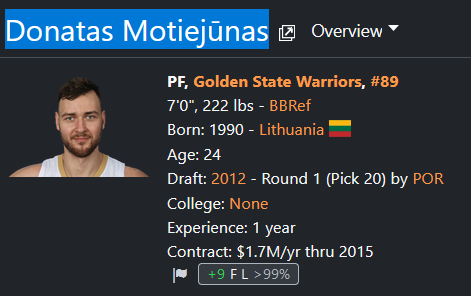 Donatas Motiejūnas Overview
PF, Golden State Warriors, #89
7'0", 222 lbs - BBRef
Born: 1990 - Lithuania
Age: 24
Draft: 2012 - Round 1 (Pick 20) by POR
College: None
Experience: 1 year
Contract: $1.7M/yr thru 2015
+9 F L >99%